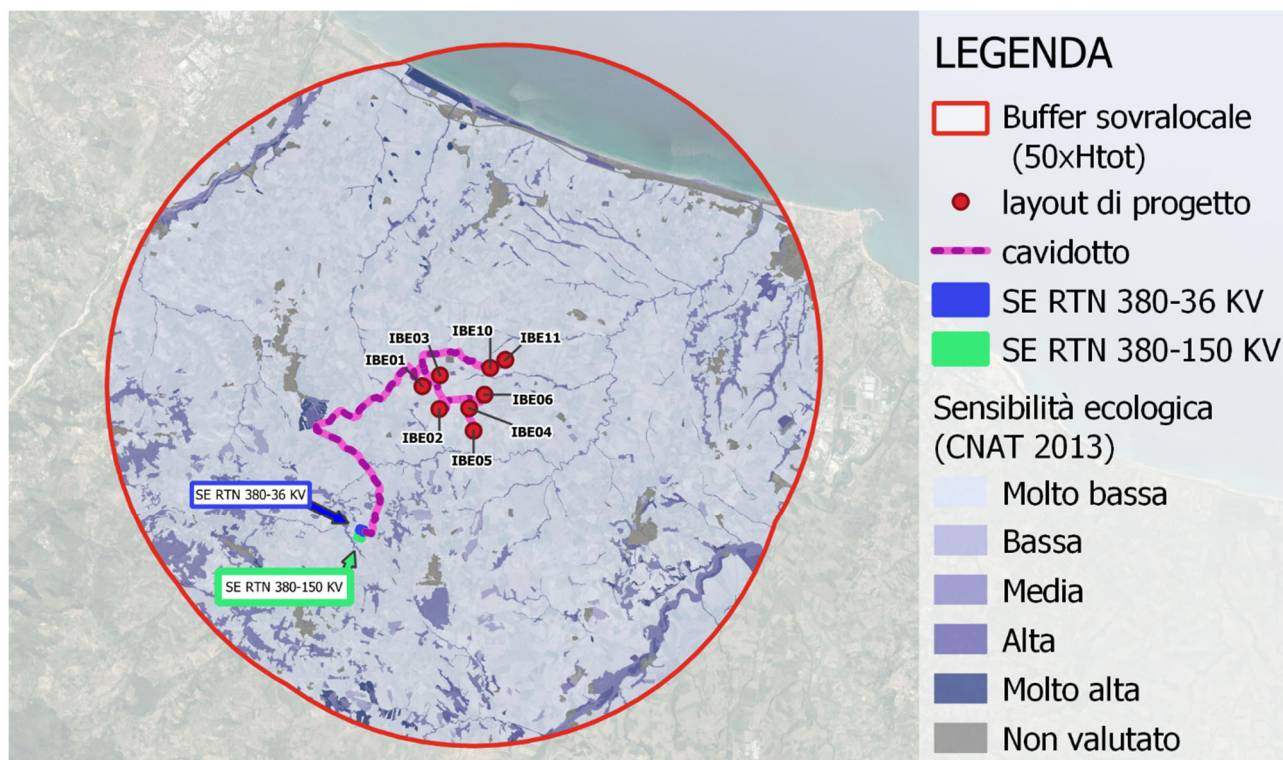 LEGENDA
Buffer sovralocale
(50xHtot)
layout di progetto
cavidotto
SE RTN 380-36 KV
SE RTN 380-150 KV
Sensibilità ecologica
(CNAT 2013)
Molto bassa
Bassa
Media
Alta
Molto alta
Non valutato
IBE10
IBE11
IBE03
IBE01
IBE06
IBE04
IBE02
IBE05
SE RTN 380-36 KV
SE RTN 380-150 KV